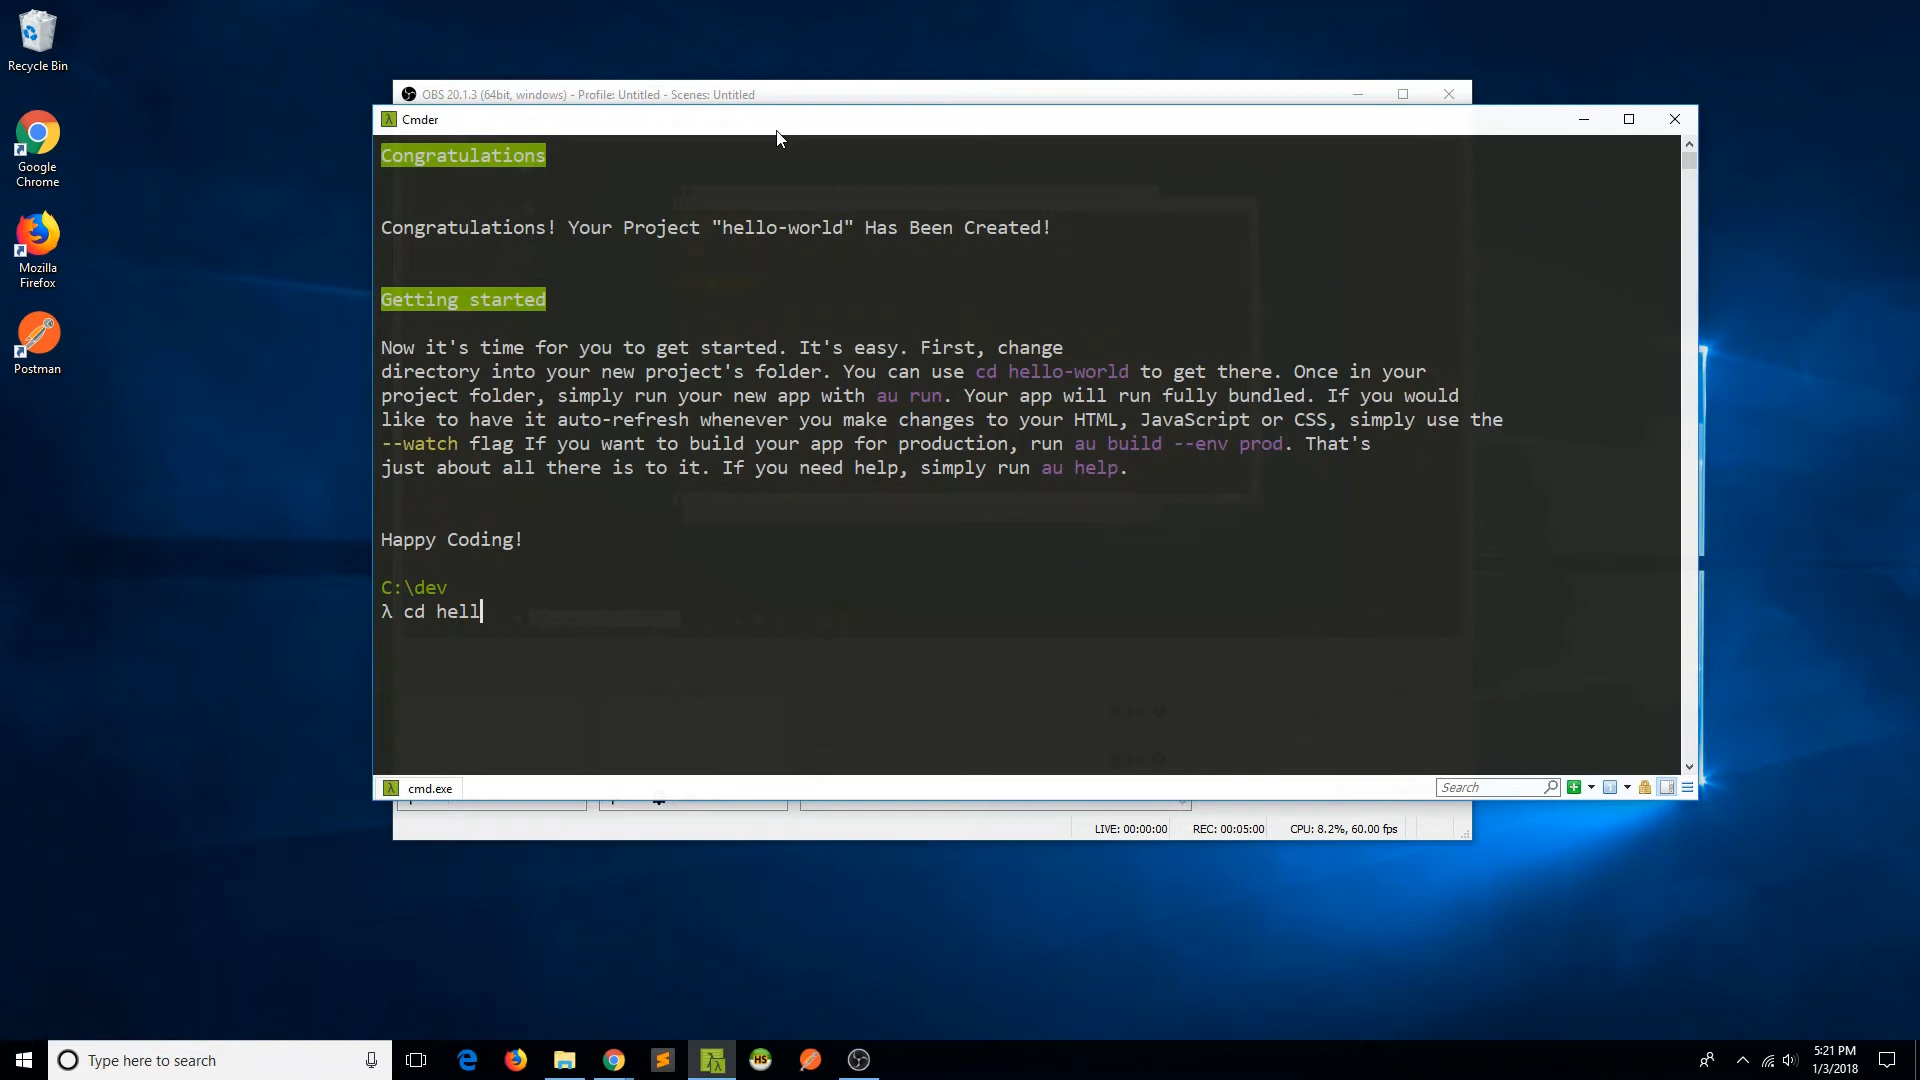 Recycle Bin
Google
Chrome
Mozilla
Firefox
Postman
OBS 20.1.3 (64bit, windows) - Profile: Untitled - Scenes: Untitled
Cmder
Congratulations
Congratulations! Your Project "hello-world" Has Been Created!
Getting started
Now it's time for you to get started. It's easy. First, change
directory into your new project's folder. You can use cd hello-world to get there. Once in your
project folder, simply run your new app with au run. Your app will run fully bundled. If you would
like to have it auto-refresh whenever you make changes to your HTML, JavaScript or CSS, simply use the
--watch flag If you want to build your app for production, run au build --env prod. That's
just about all there is to it. If you need help, simply run au help.
Happy Coding!
C:\dev
λ cd hell
cmd.exe
Search
LIVE: 00:00:00 REC: 00:05:00 CPU: 8.2%, 60.00 fps
Type here to search
HS
5:21 PM
1/3/2018